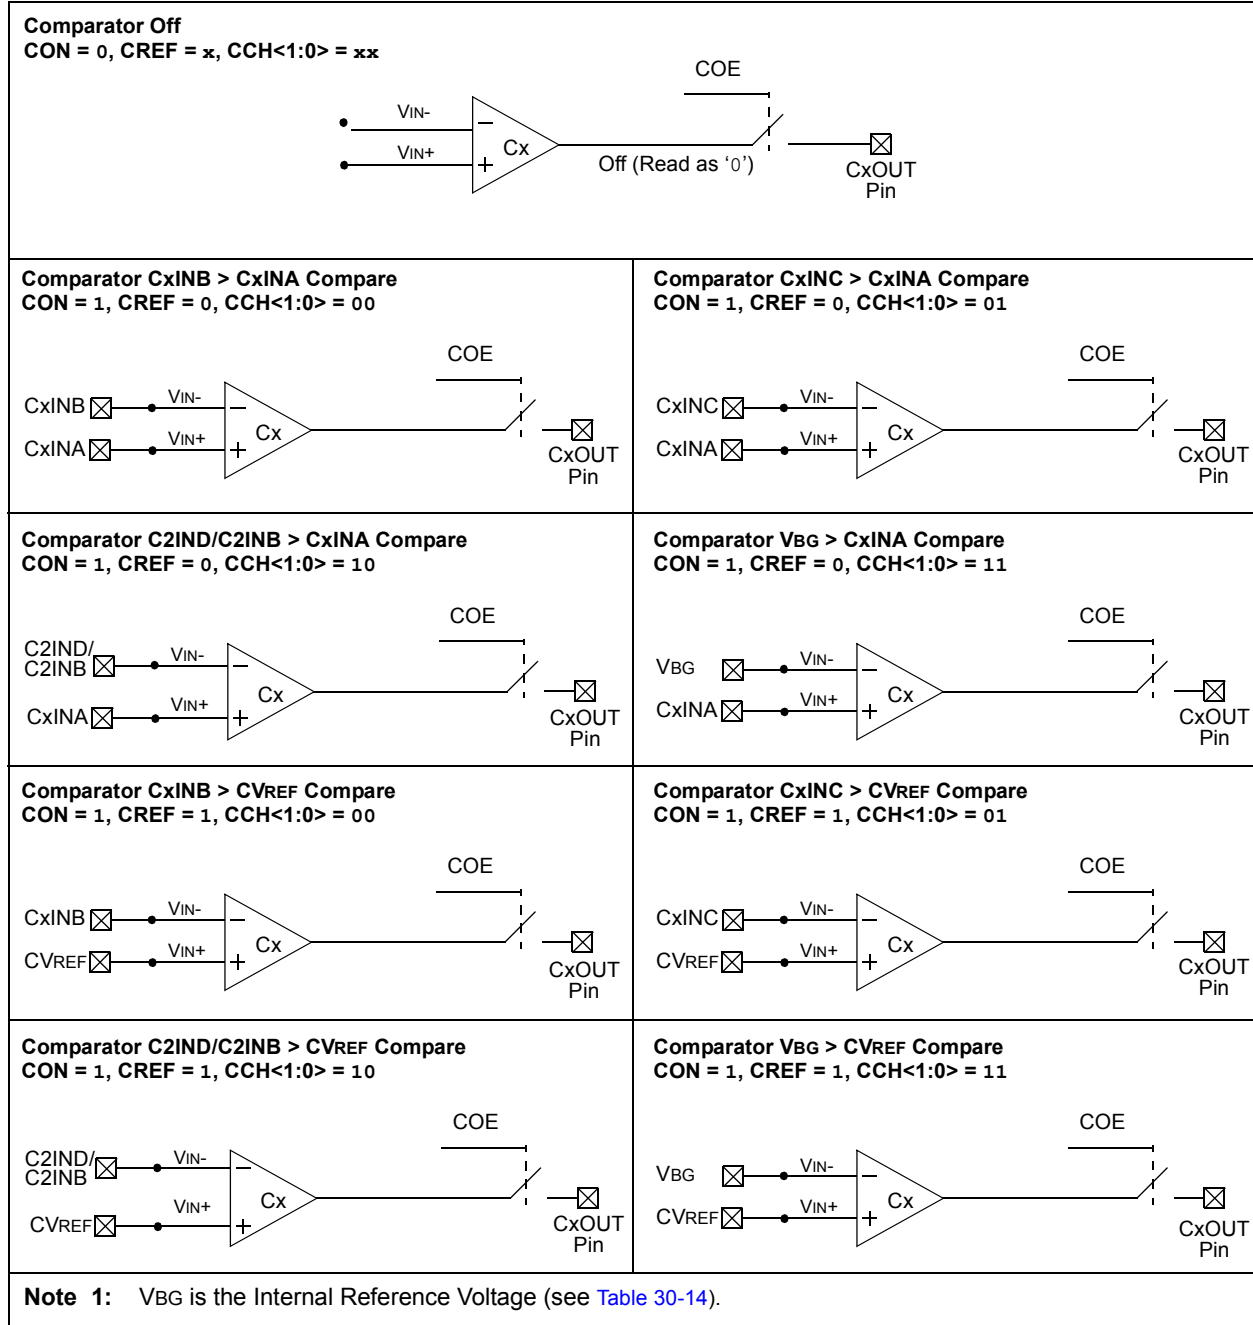 Comparator Off
CON = 0, CREF = x, CCH<1:0> = xx
COE
VIN-
VIN+
−
+
Cx
Off (Read as ‘0’)
CxOUT
Pin
Comparator CxINB > CxINA Compare
CON = 1, CREF = 0, CCH<1:0> = 00
COE
CxINB
VIN-
−
CxINA
VIN+
+
Cx
CxOUT
Pin
Comparator CxINC > CxINA Compare
CON = 1, CREF = 0, CCH<1:0> = 01
COE
CxINC
VIN-
−
CxINA
VIN+
+
Cx
CxOUT
Pin
Comparator C2IND/C2INB > CxINA Compare
CON = 1, CREF = 0, CCH<1:0> = 10
COE
C2IND/
C2INB
VIN-
−
CxINA
VIN+
+
Cx
CxOUT
Pin
Comparator VBG > CxINA Compare
CON = 1, CREF = 0, CCH<1:0> = 11
COE
VBG
VIN-
−
CxINA
VIN+
+
Cx
CxOUT
Pin
Comparator CxINB > CVREF Compare
CON = 1, CREF = 1, CCH<1:0> = 00
COE
CxINB
VIN-
−
CVREF
VIN+
+
Cx
CxOUT
Pin
Comparator CxINC > CVREF Compare
CON = 1, CREF = 1, CCH<1:0> = 01
COE
CxINC
VIN-
−
CVREF
VIN+
+
Cx
CxOUT
Pin
Comparator C2IND/C2INB > CVREF Compare
CON = 1, CREF = 1, CCH<1:0> = 10
COE
C2IND/
C2INB
VIN-
−
CVREF
VIN+
+
Cx
CxOUT
Pin
Comparator VBG > CVREF Compare
CON = 1, CREF = 1, CCH<1:0> = 11
COE
VBG
VIN-
−
CVREF
VIN+
+
Cx
CxOUT
Pin
Note 1: VBG is the Internal Reference Voltage (see Table 30-14).